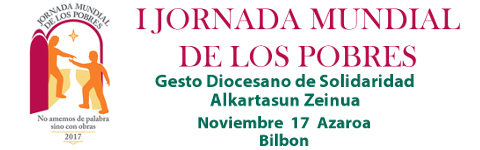 JORNADA MUNDIAL
DE LOS POBRES
No amemos de palabra
sino con obras
2017
I JORNADA MUNDIAL
DE LOS POBRES
Gesto Diocesano de Solidaridad
Alkartasun Zeinua
Noviembre 17 Azaroa
Bilbon